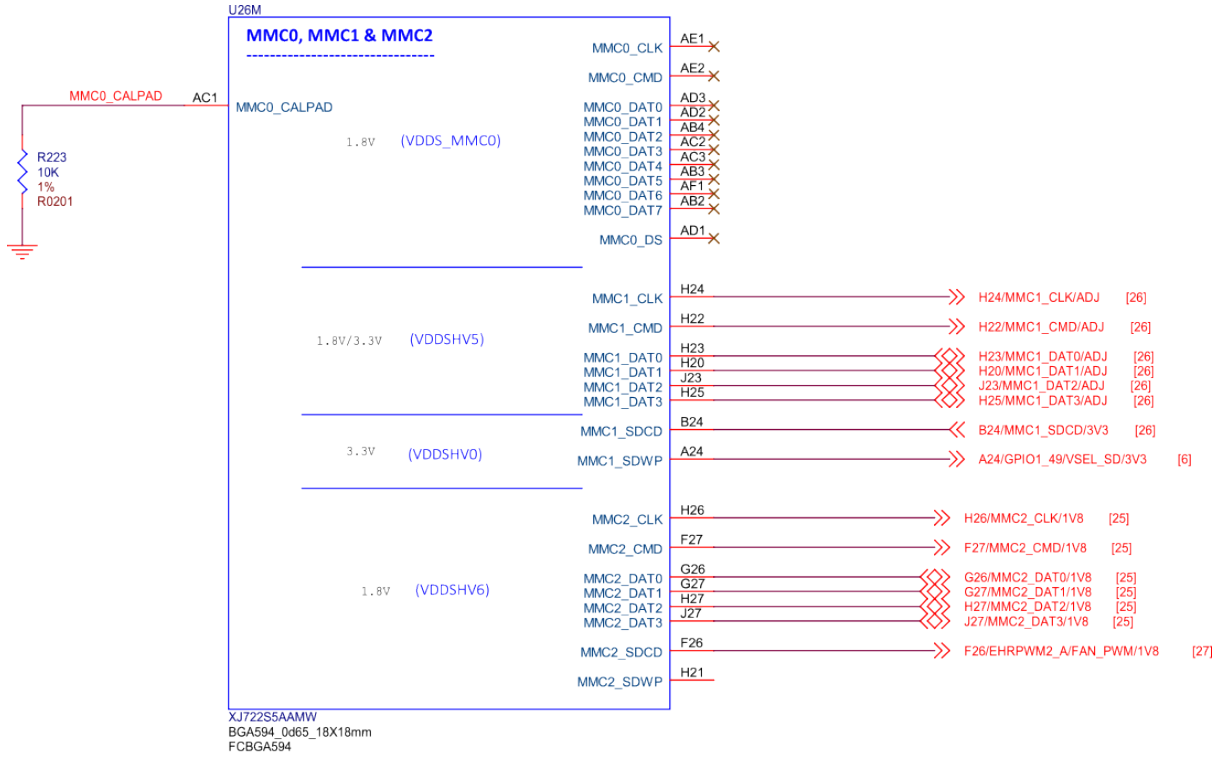 U26M
MMC0, MMC1 & MMC2
MMC0_CLK AE1
MMC0_CMD AE2
MMC0_CALPAD AC1 MMC0_CALPAD
MMC0_DAT0 AD3
MMC0_DAT1 AD2
MMC0_DAT2 AB4
1.8V (VDDS_MMC0)
MMC0_DAT3 AC2
MMC0_DAT4 AC3
MMC0_DAT5 AB3
MMC0_DAT6 AF1
MMC0_DAT7 AB2
R223
10K
1%
R0201
MMC0_DS AD1
MMC1_CLK H24 H24/MMC1_CLK/ADJ [26]
MMC1_CMD H22 H22/MMC1_CMD/ADJ [26]
1.8V/3.3V (VDDSHV5)
MMC1_DAT0 H23 H23/MMC1_DAT0/ADJ [26]
MMC1_DAT1 H20 H20/MMC1_DAT1/ADJ [26]
MMC1_DAT2 J23 J23/MMC1_DAT2/ADJ [26]
MMC1_DAT3 H25 H25/MMC1_DAT3/ADJ [26]
MMC1_SDCD B24 B24/MMC1_SDCD/3V3 [26]
3.3V (VDDSHV0)
MMC1_SDWP A24 A24/GPIO1_49/VSEL_SD/3V3 [6]
MMC2_CLK H26 H26/MMC2_CLK/1V8 [25]
MMC2_CMD F27 F27/MMC2_CMD/1V8 [25]
MMC2_DAT0 G26 G26/MMC2_DAT0/1V8 [25]
1.8V (VDDSHV6)
MMC2_DAT1 G27 G27/MMC2_DAT1/1V8 [25]
MMC2_DAT2 H27 H27/MMC2_DAT2/1V8 [25]
MMC2_DAT3 J27 J27/MMC2_DAT3/1V8 [25]
MMC2_SDCD F26 F26/EHRPWM2_A/FAN_PWM/1V8 [27]
MMC2_SDWP H21
XJ722S5AAMW
BGA594_0d65_18X18mm
FCBGA594